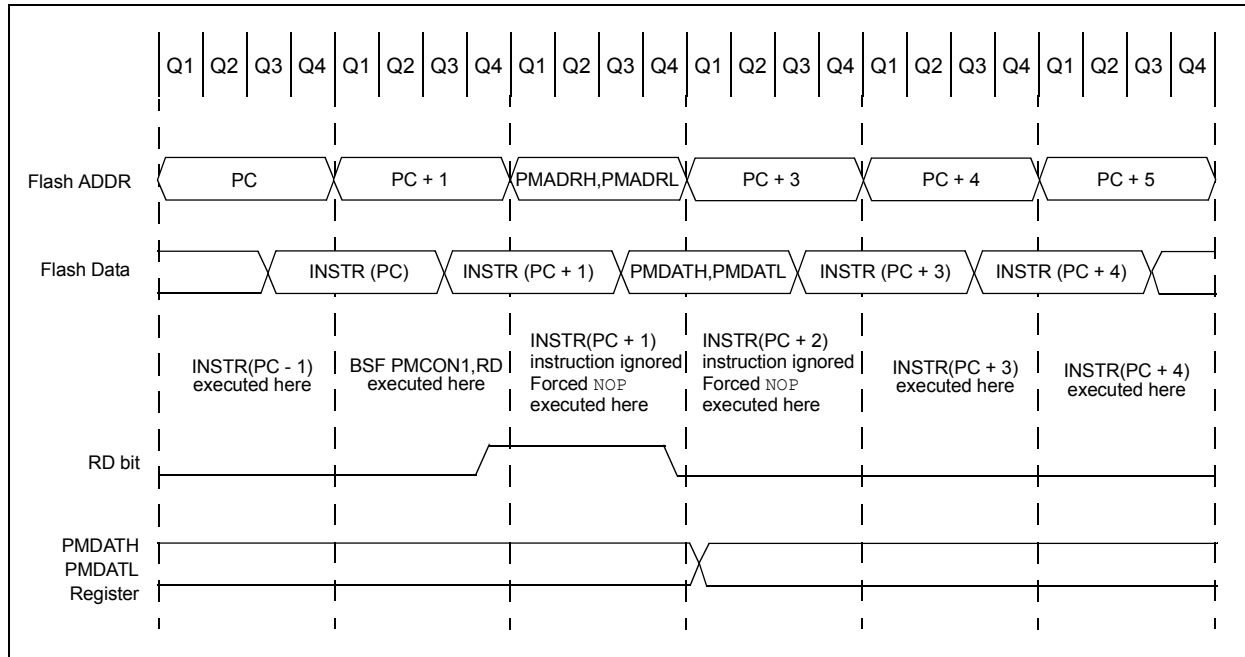 Q1 Q2 Q3 Q4 Q1 Q2 Q3 Q4 Q1 Q2 Q3 Q4 Q1 Q2 Q3 Q4 Q1 Q2 Q3 Q4 Q1 Q2 Q3 Q4
Flash ADDR PC PC + 1 PMADRH,PMADRL PC + 3 PC + 4 PC + 5
Flash Data INSTR (PC) INSTR (PC + 1) PMDATH,PMDATL INSTR (PC + 3) INSTR (PC + 4)
INSTR(PC - 1)
executed here
BSF PMCON1,RD
executed here
INSTR(PC + 1)
instruction ignored
Forced NOP
executed here
INSTR(PC + 2)
instruction ignored
Forced NOP
executed here
INSTR(PC + 3)
executed here
INSTR(PC + 4)
executed here
RD bit
PMDATH
PMDATL
Register